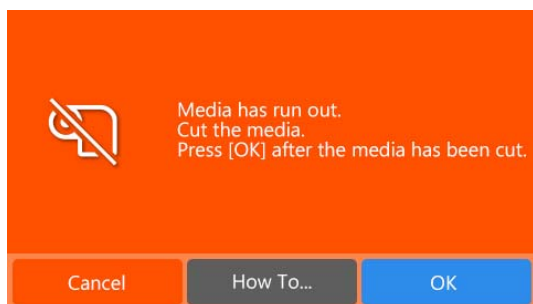 Media has run out.
Cut the media.
Press [OK] after the media has been cut.
Cancel
How To...
OK